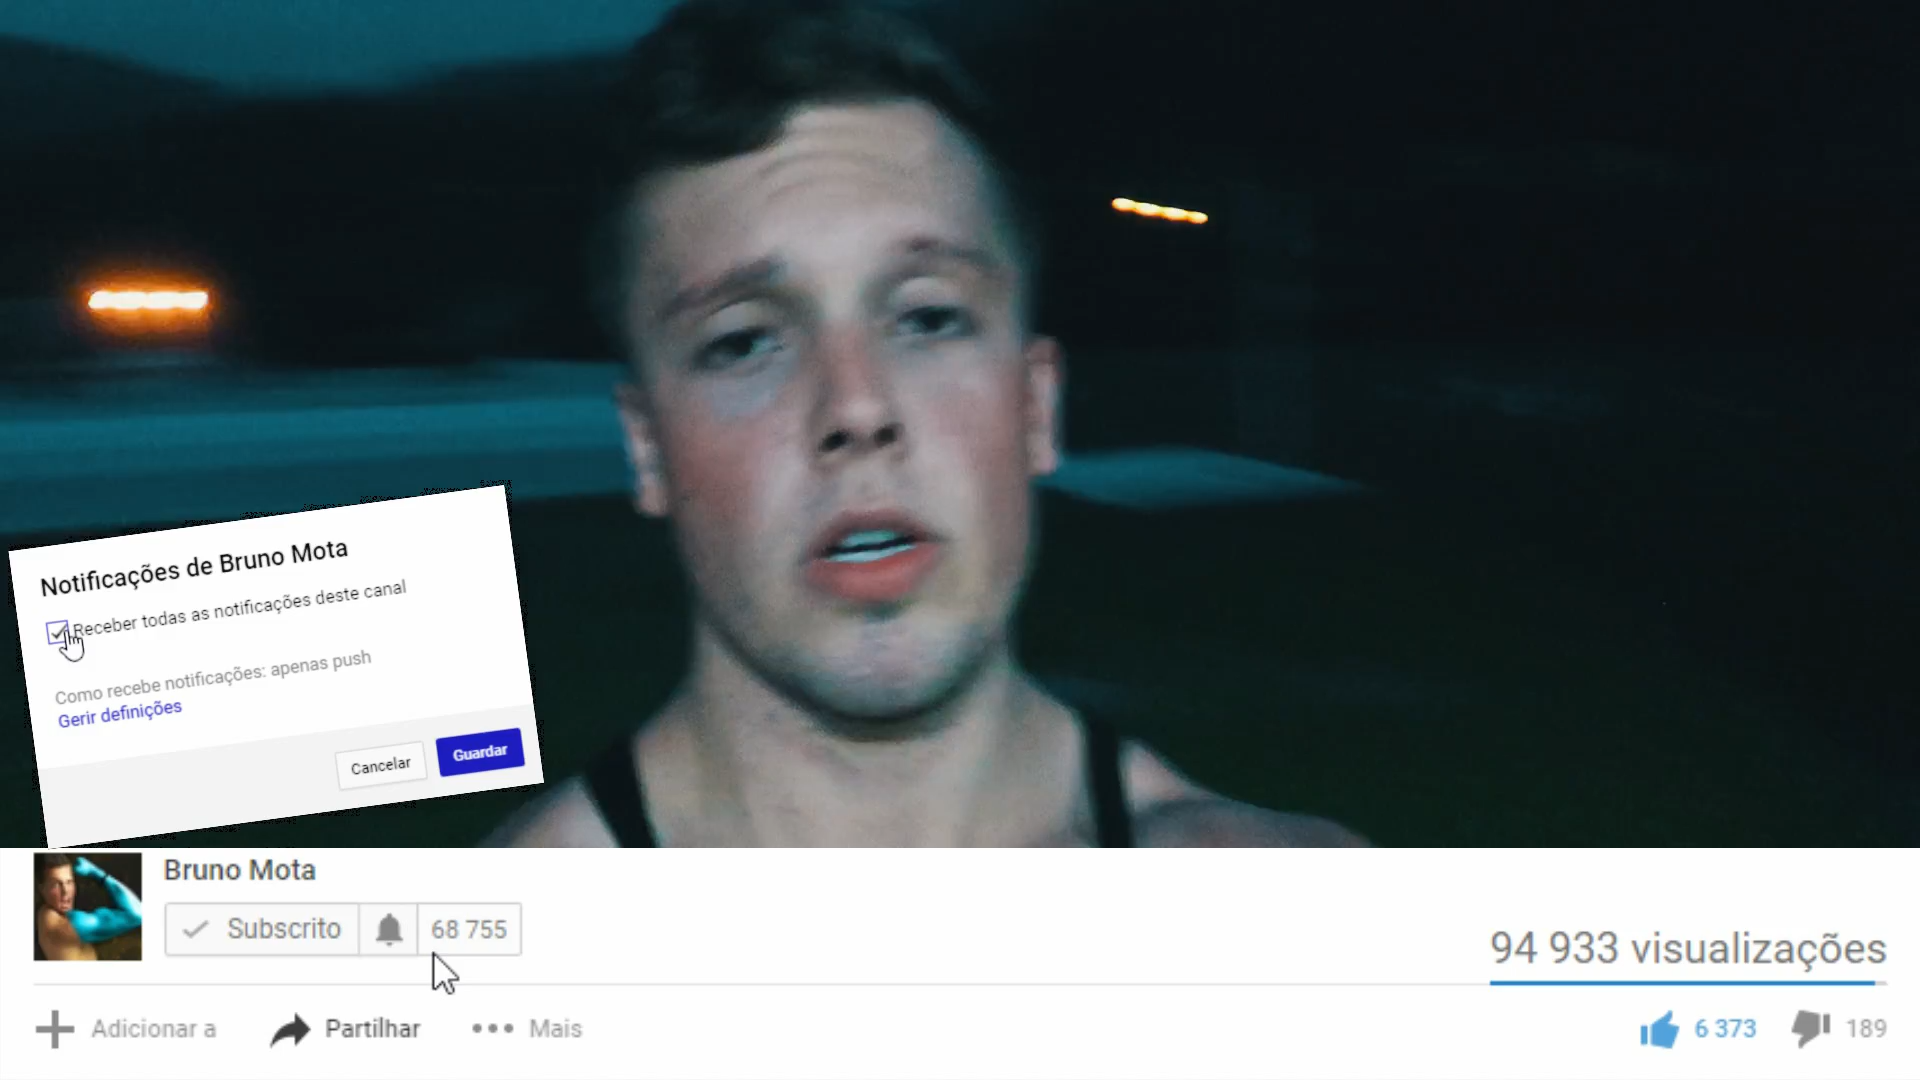 Notificações de Bruno Mota
Receber todas as notificações deste canal
Como recebe notificações: apenas push
Gerir definições
Cancelar
Guardar
Bruno Mota
Subscrito
68 755
94 933 visualizações
Adicionar a
Partilhar
Mais
6 373
189